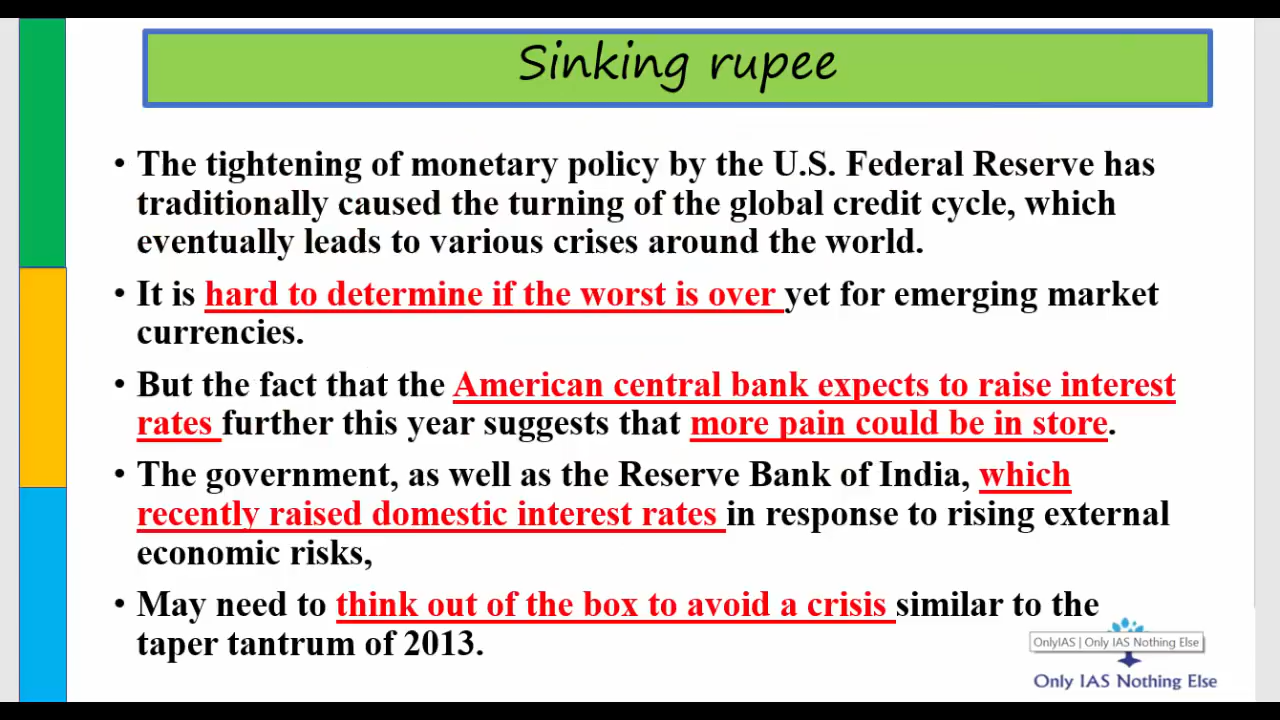 Sinking rupee
• The tightening of monetary policy by the U.S. Federal Reserve has
traditionally caused the turning of the global credit cycle, which
eventually leads to various crises around the world.
• It is hard to determine if the worst is over yet for emerging market
currencies.
• But the fact that the American central bank expects to raise interest
rates further this year suggests that more pain could be in store.
• The government, as well as the Reserve Bank of India, which
recently raised domestic interest rates in response to rising external
economic risks,
• May need to think out of the box to avoid a crisis similar to the
taper tantrum of 2013.
OnlyIAS | Only IAS Nothing Else
Only IAS Nothing Else